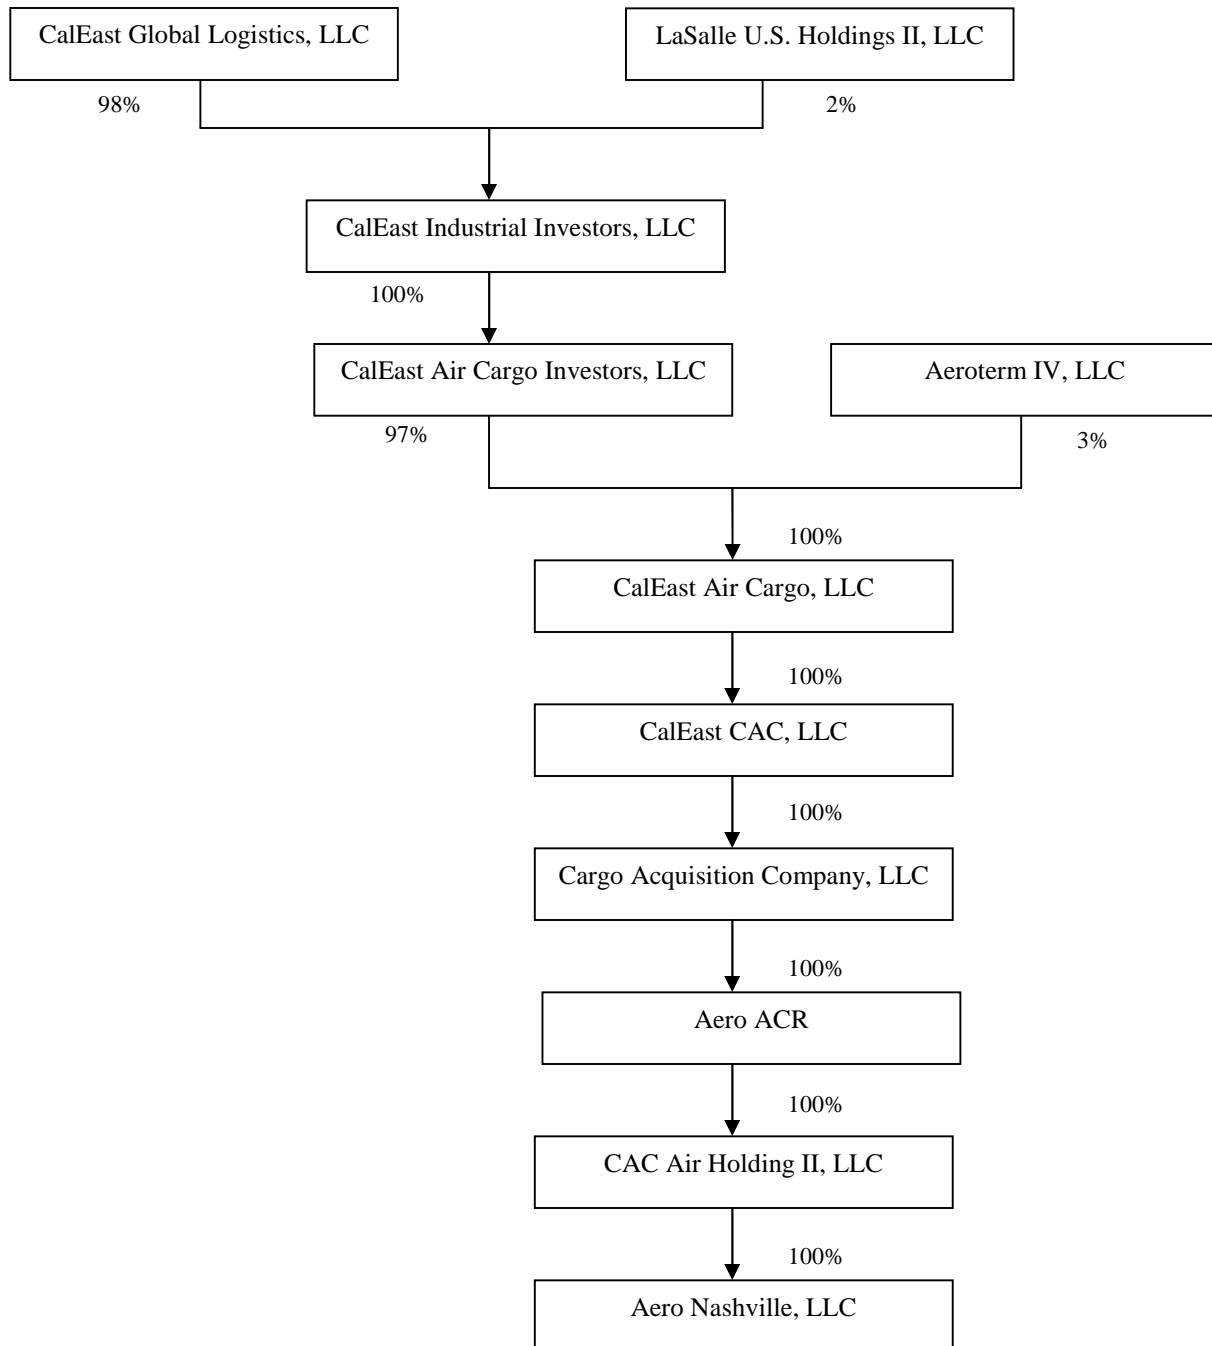 CalEast Global Logistics, LLC
LaSalle U.S. Holdings II, LLC
98%
2%
CalEast Industrial Investors, LLC
100%
CalEast Air Cargo Investors, LLC
Aeroterm IV, LLC
97%
3%
100%
CalEast Air Cargo, LLC
100%
CalEast CAC, LLC
100%
Cargo Acquisition Company, LLC
100%
Aero ACR
100%
CAC Air Holding II, LLC
100%
Aero Nashville, LLC